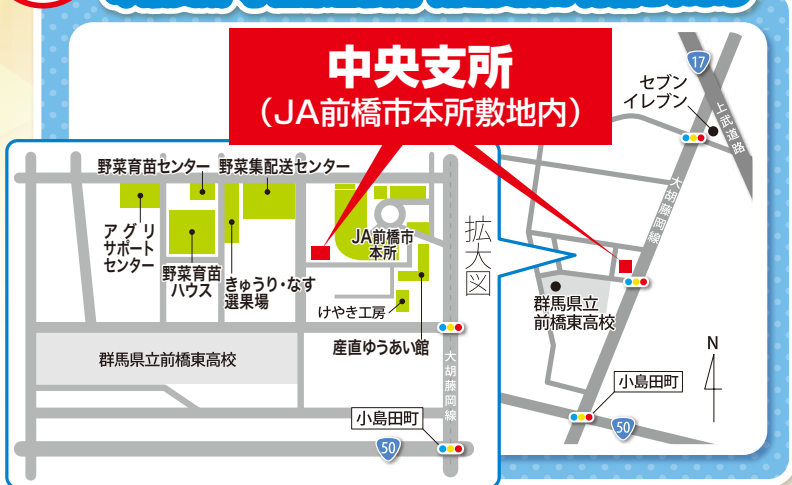 中央支所
（JA前橋市本所敷地内）
17
セブン
イレブン
上武道路
大胡藤岡線
群馬県立
前橋東高校
N
小島田町
50
拡大図
野菜育苗センター
野菜集配送センター
アグリ
サポート
センター
野菜育苗
ハウス
きゅうり・なす
選果場
JA前橋市
本所
けやき工房
産直ゆうあい館
群馬県立前橋東高校
大胡藤岡線
小島田町
50